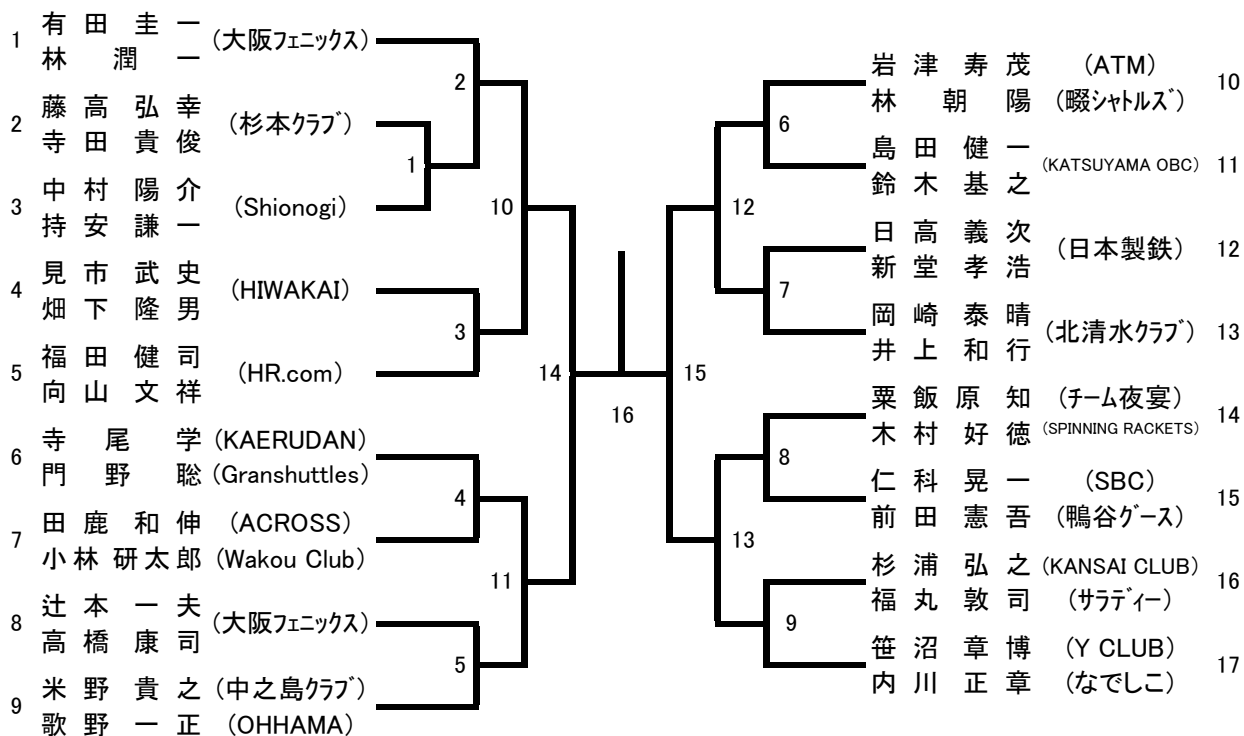 1 有田圭一 (大阪フェニックス)
林潤一
2 藤高弘幸 (杉本クラブ)
寺田貴俊
3 中村陽介 (Shionogi)
持安謙一
4 見市武史 (HIWAKAI)
畑下隆男
5 福田健司 (HR.com)
向山文祥
6 寺尾学 (KAERUDAN)
門野聡 (Granshuttles)
7 田鹿和伸 (ACROSS)
小林研太郎 (Wakou Club)
8 辻本一夫 (大阪フェニックス)
高橋康司
9 米野貴之 (中之島クラブ)
歌野一正 (OHHAMA)
2
1
10
3
14
4
11
5
16
15
12
6
7
13
8
9
岩津寿茂 (ATM) 10
林朝陽 (畷シャトルズ)
島田健一 (KATSUYAMA OBC) 11
鈴木基之
日高義次 (日本製鉄) 12
新堂孝浩
岡崎泰晴 (北清水クラブ) 13
井上和行
粟飯原知 (チーム夜宴) 14
木村好徳 (SPINNING RACKETS)
仁科晃一 (SBC) 15
前田憲吾 (鴨谷グース)
杉浦弘之 (KANSAI CLUB) 16
福丸敦司 (サラディー)
笹沼章博 (Y CLUB) 17
内川正章 (なでしこ)